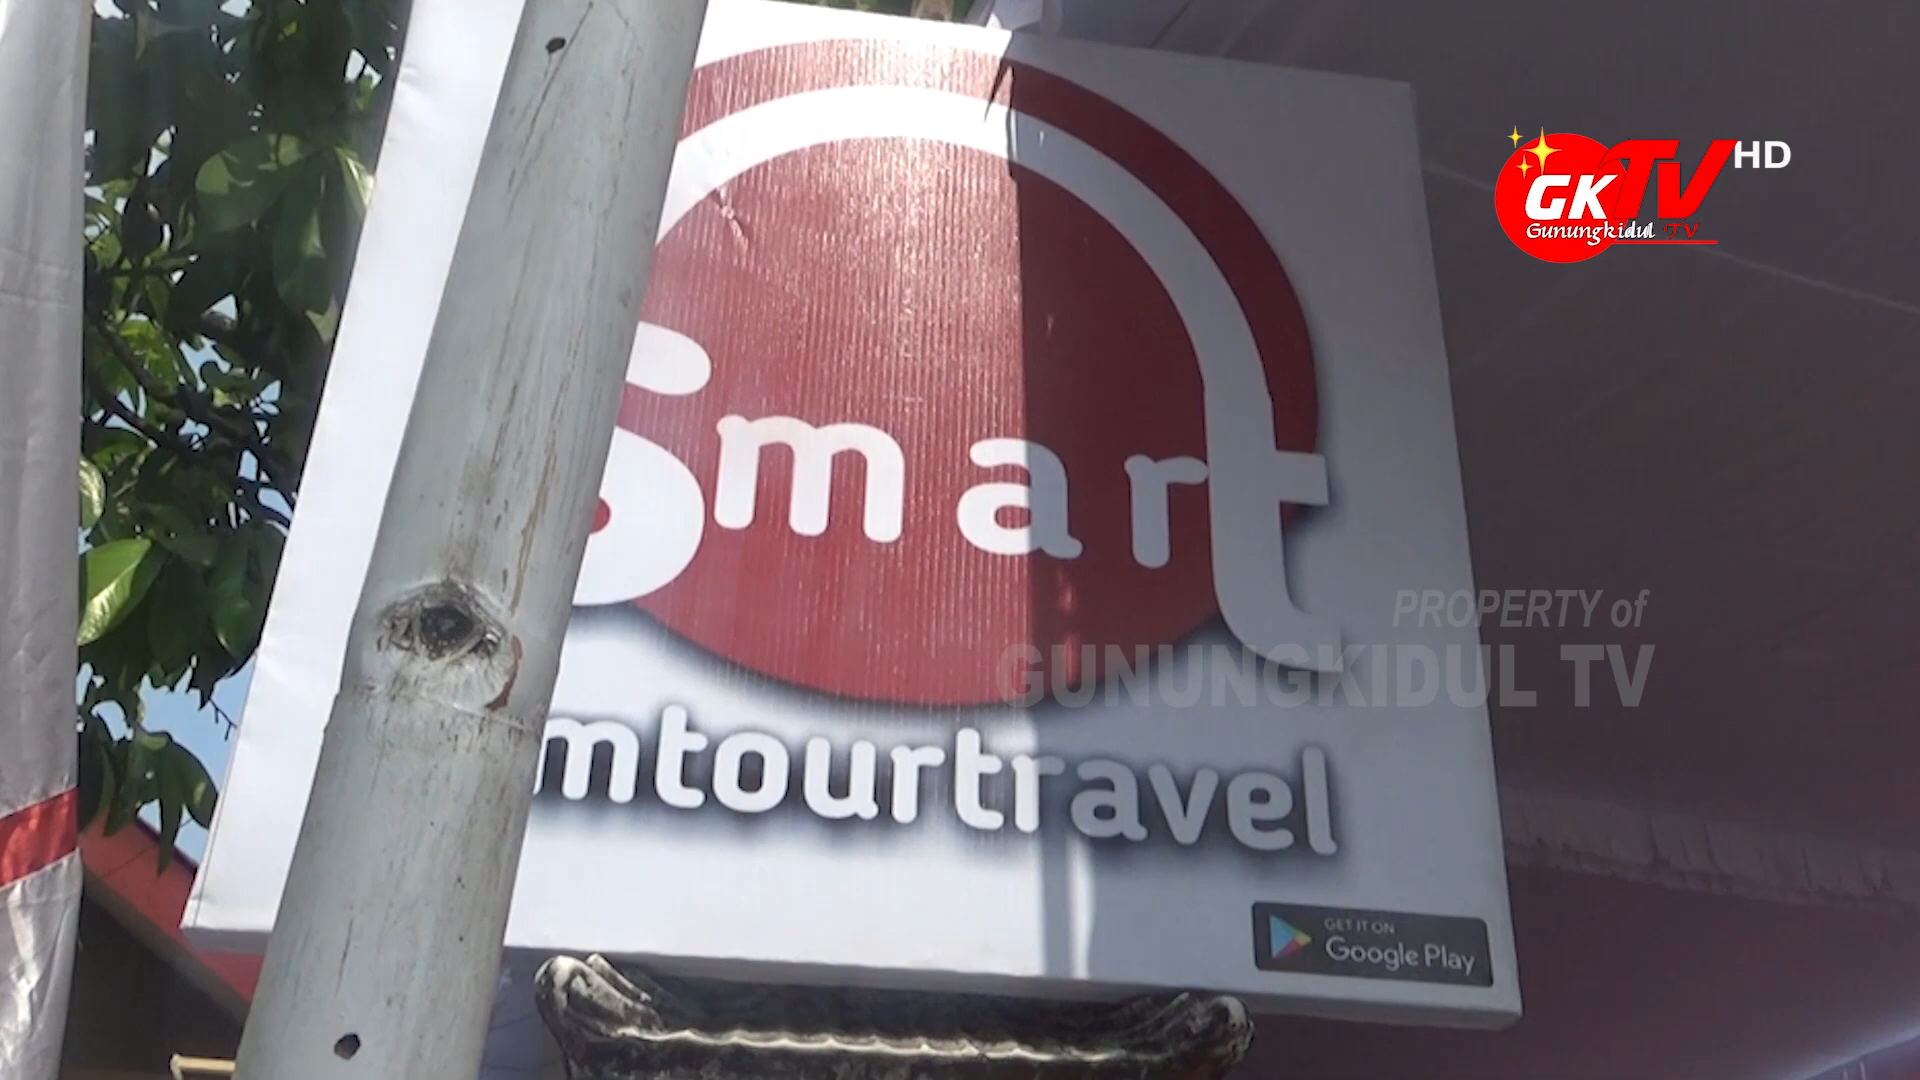 GKTV HD
Gunungkidul TV
Smart
mtourtravel
PROPERTY of
GUNUNGKIDUL TV
GET IT ON
Google Play